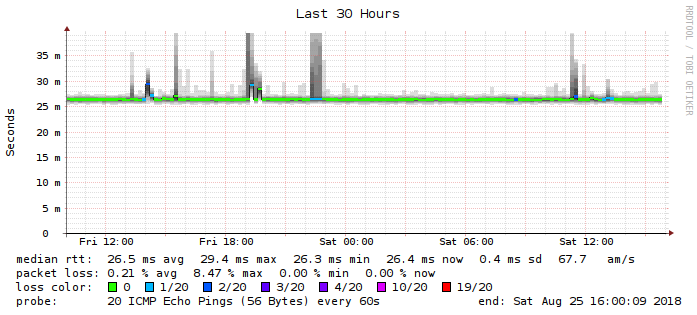 Last 30 Hours
RRDTOOL / TOBI OETIKER
Seconds
35 m
30 m
25 m
20 m
15 m
10 m
5 m
0
Fri 12:00 Fri 18:00 Sat 00:00 Sat 06:00 Sat 12:00
median rtt: 26.5 ms avg 29.4 ms max 26.3 ms min 26.4 ms now 0.4 ms sd 67.7 am/s
packet loss: 0.21 % avg 8.47 % max 0.00 % min 0.00 % now
loss color: 0 1/20 2/20 3/20 4/20 10/20 19/20
probe: 20 ICMP Echo Pings (56 Bytes) every 60s end: Sat Aug 25 16:00:09 2018